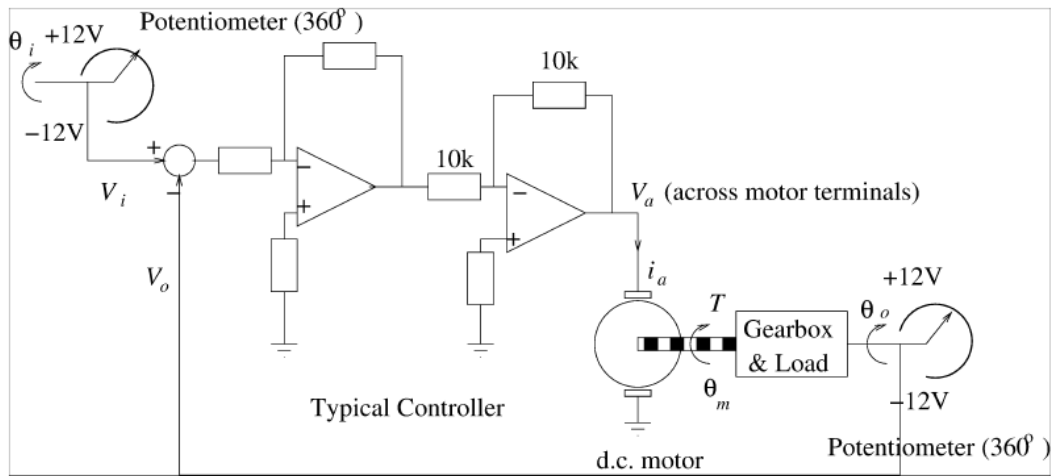 Potentiometer (360°)
θi
+12V
−12V
+
Vi
−
Vo
−
+
10k
10k
−
+
Va (across motor terminals)
ia
T
θm
Gearbox
& Load
θo
+12V
−12V
Potentiometer (360°)
Typical Controller
d.c. motor